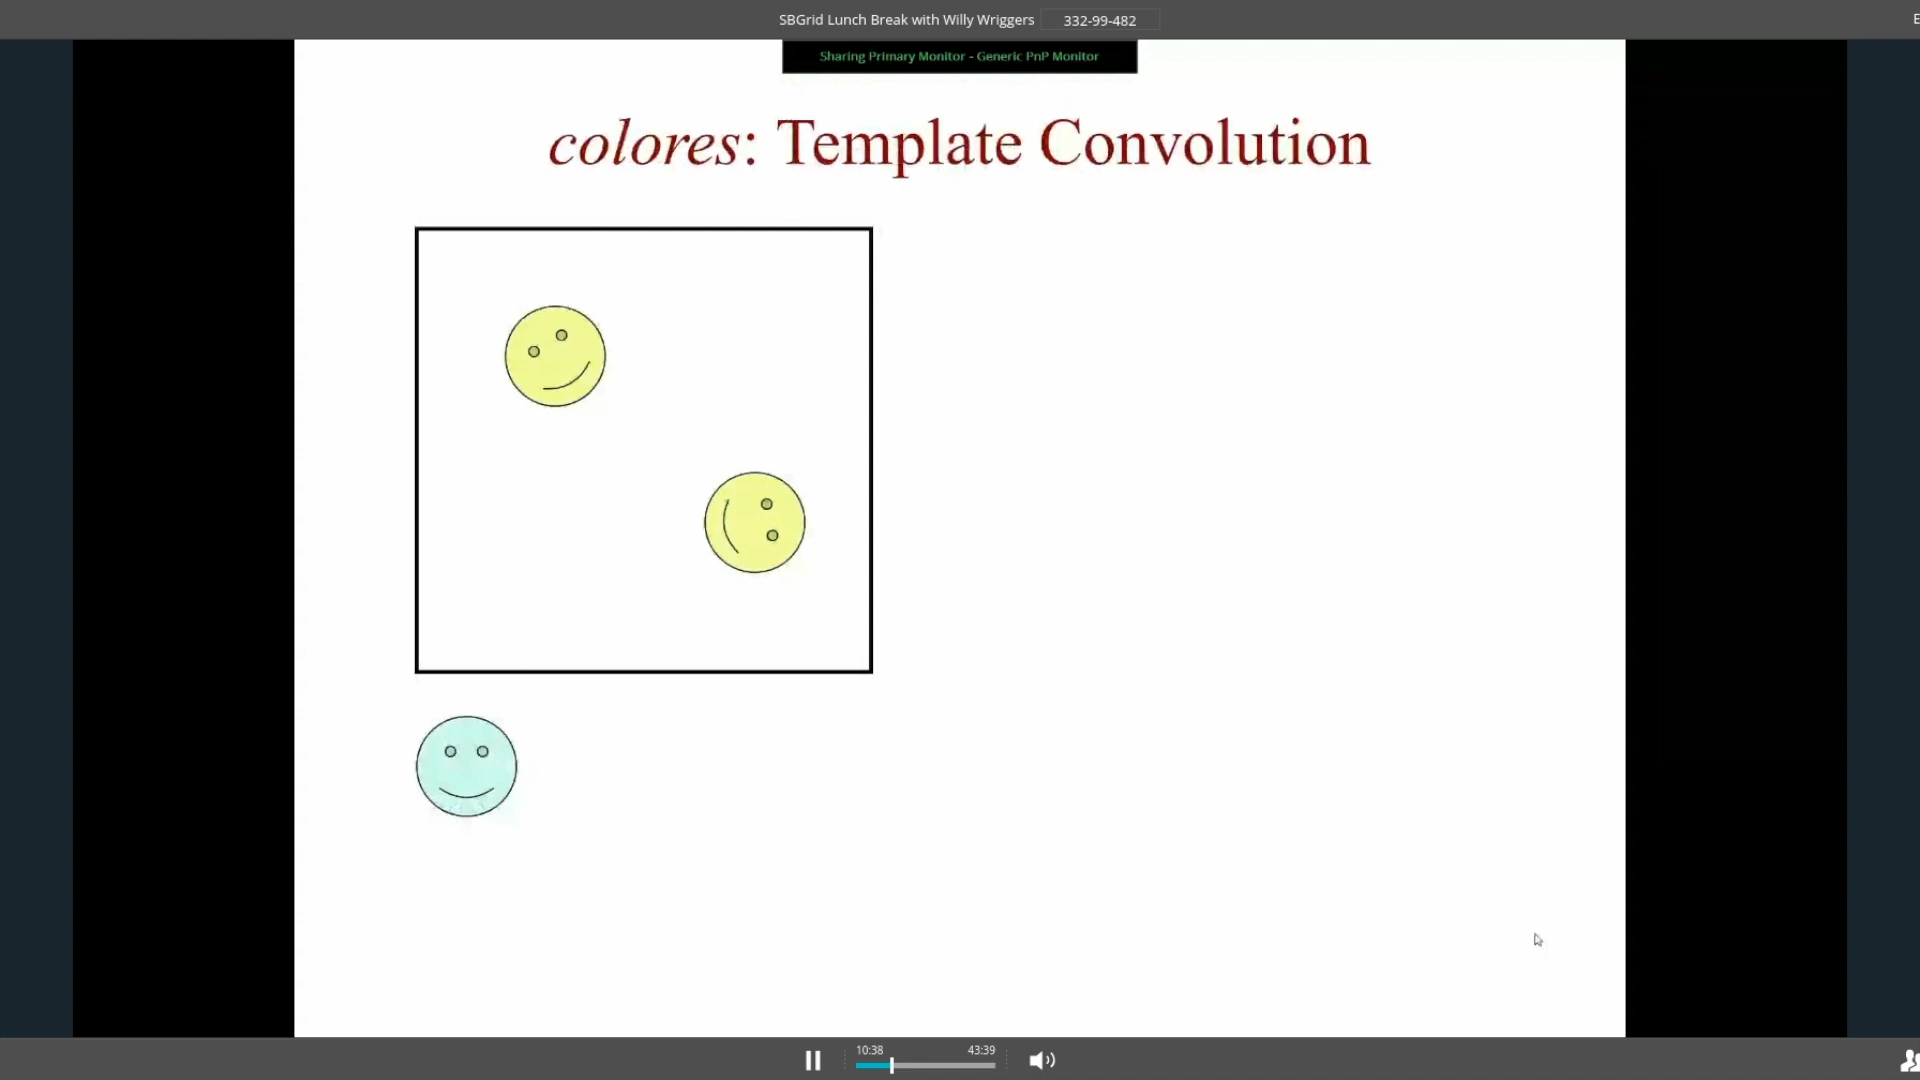 SBGrid Lunch Break with Willy Wriggers 332-99-482
E
Sharing Primary Monitor - Generic PnP Monitor
colores: Template Convolution
10:38 43:39